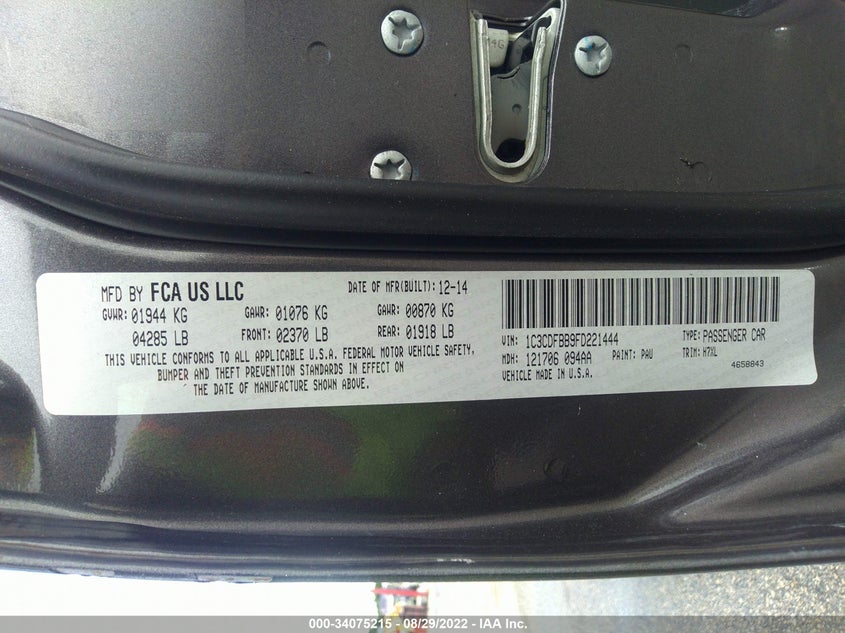 4G
MFD BY FCA US LLC
DATE OF MFR(BUILT): 12-14
GVWR: 01944 KG
GAWR: 01076 KG
GAWR: 00870 KG
04285 LB
FRONT: 02370 LB
REAR: 01918 LB
THIS VEHICLE CONFORMS TO ALL APPLICABLE U.S.A. FEDERAL MOTOR VEHICLE SAFETY,
BUMPER AND THEFT PREVENTION STANDARDS IN EFFECT ON
THE DATE OF MANUFACTURE SHOWN ABOVE.
VIN: 1C3CDFBB9FD221444
TYPE: PASSENGER CAR
MDH: 121706 094AA
PAINT: PAU
TRIM: H7XL
VEHICLE MADE IN U.S.A.
4658843
000-34075215 - 08/29/2022 - IAA Inc.